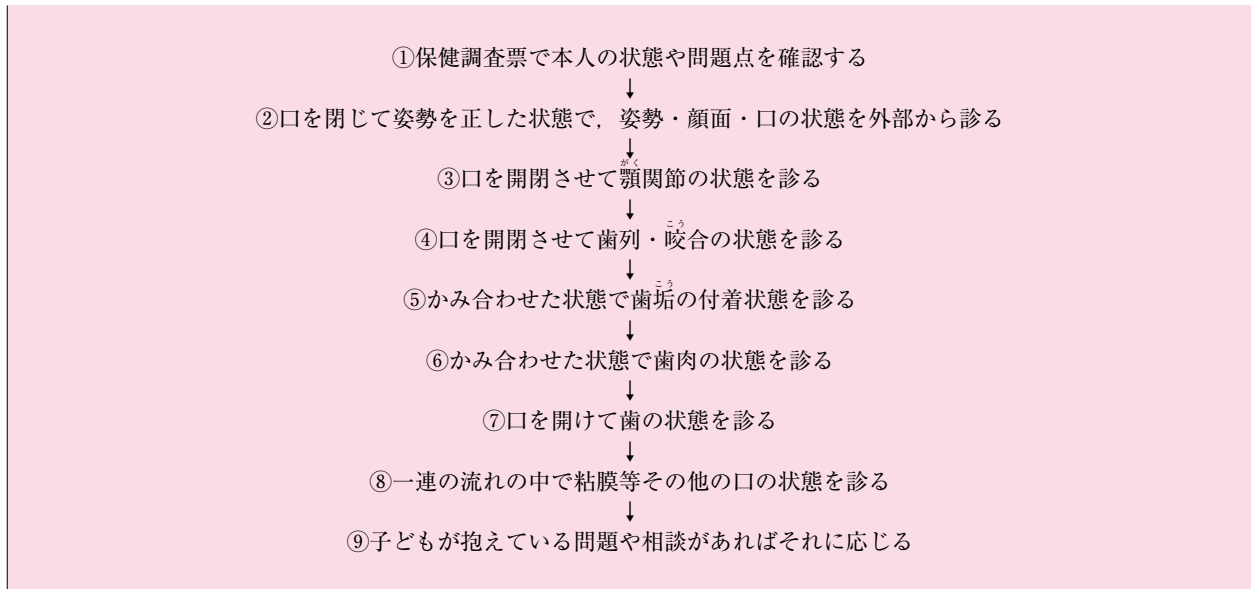 ①保健調査票で本人の状態や問題点を確認する
↓
②口を閉じて姿勢を正した状態で，姿勢・顔面・口の状態を外部から診る
↓
がく
③口を開閉させて顎関節の状態を診る
↓
こう
④口を開閉させて歯列・咬合の状態を診る
↓
こう
⑤かみ合わせた状態で歯垢の付着状態を診る
↓
⑥かみ合わせた状態で歯肉の状態を診る
↓
⑦口を開けて歯の状態を診る
↓
⑧一連の流れの中で粘膜等その他の口の状態を診る
↓
⑨子どもが抱えている問題や相談があればそれに応じる